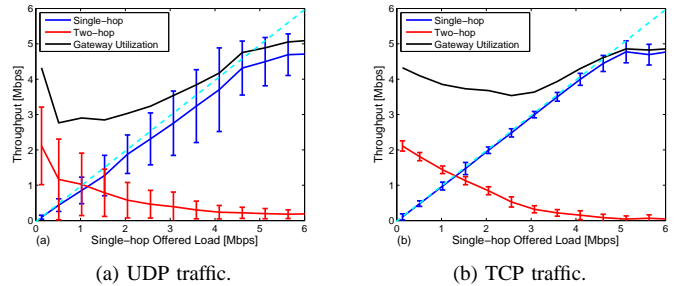 Single-hop
Two-hop
Gateway Utilization
Throughput [Mbps]
6
5
4
3
2
1
0
0 1 2 3 4 5 6
(a) Single-hop Offered Load [Mbps]
(a) UDP traffic.
Single-hop
Two-hop
Gateway Utilization
Throughput [Mbps]
6
5
4
3
2
1
0
0 1 2 3 4 5 6
(b) Single-hop Offered Load [Mbps]
(b) TCP traffic.